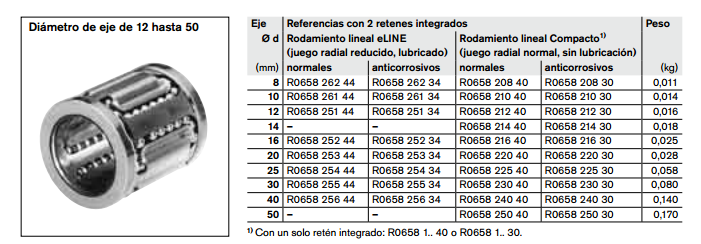 Diámetro de eje de 12 hasta 50
Eje Referencias con 2 retenes integrados Peso
Ø d Rodamiento lineal eLINE Rodamiento lineal Compacto1)
(juego radial reducido, lubricado) (juego radial normal, sin lubricación)
(mm) normales anticorrosivos normales anticorrosivos (kg)
8 R0658 262 44 R0658 262 34 R0658 208 40 R0658 208 30 0,011
10 R0658 261 44 R0658 261 34 R0658 210 40 R0658 210 30 0,014
12 R0658 251 44 R0658 251 34 R0658 212 40 R0658 212 30 0,016
14 – – R0658 214 40 R0658 214 30 0,018
16 R0658 252 44 R0658 252 34 R0658 216 40 R0658 216 30 0,025
20 R0658 253 44 R0658 253 34 R0658 220 40 R0658 220 30 0,028
25 R0658 254 44 R0658 254 34 R0658 225 40 R0658 225 30 0,058
30 R0658 255 44 R0658 255 34 R0658 230 40 R0658 230 30 0,080
40 R0658 256 44 R0658 256 34 R0658 240 40 R0658 240 30 0,140
50 – – R0658 250 40 R0658 250 30 0,170
1) Con un solo retén integrado: R0658 1.. 40 o R0658 1.. 30.